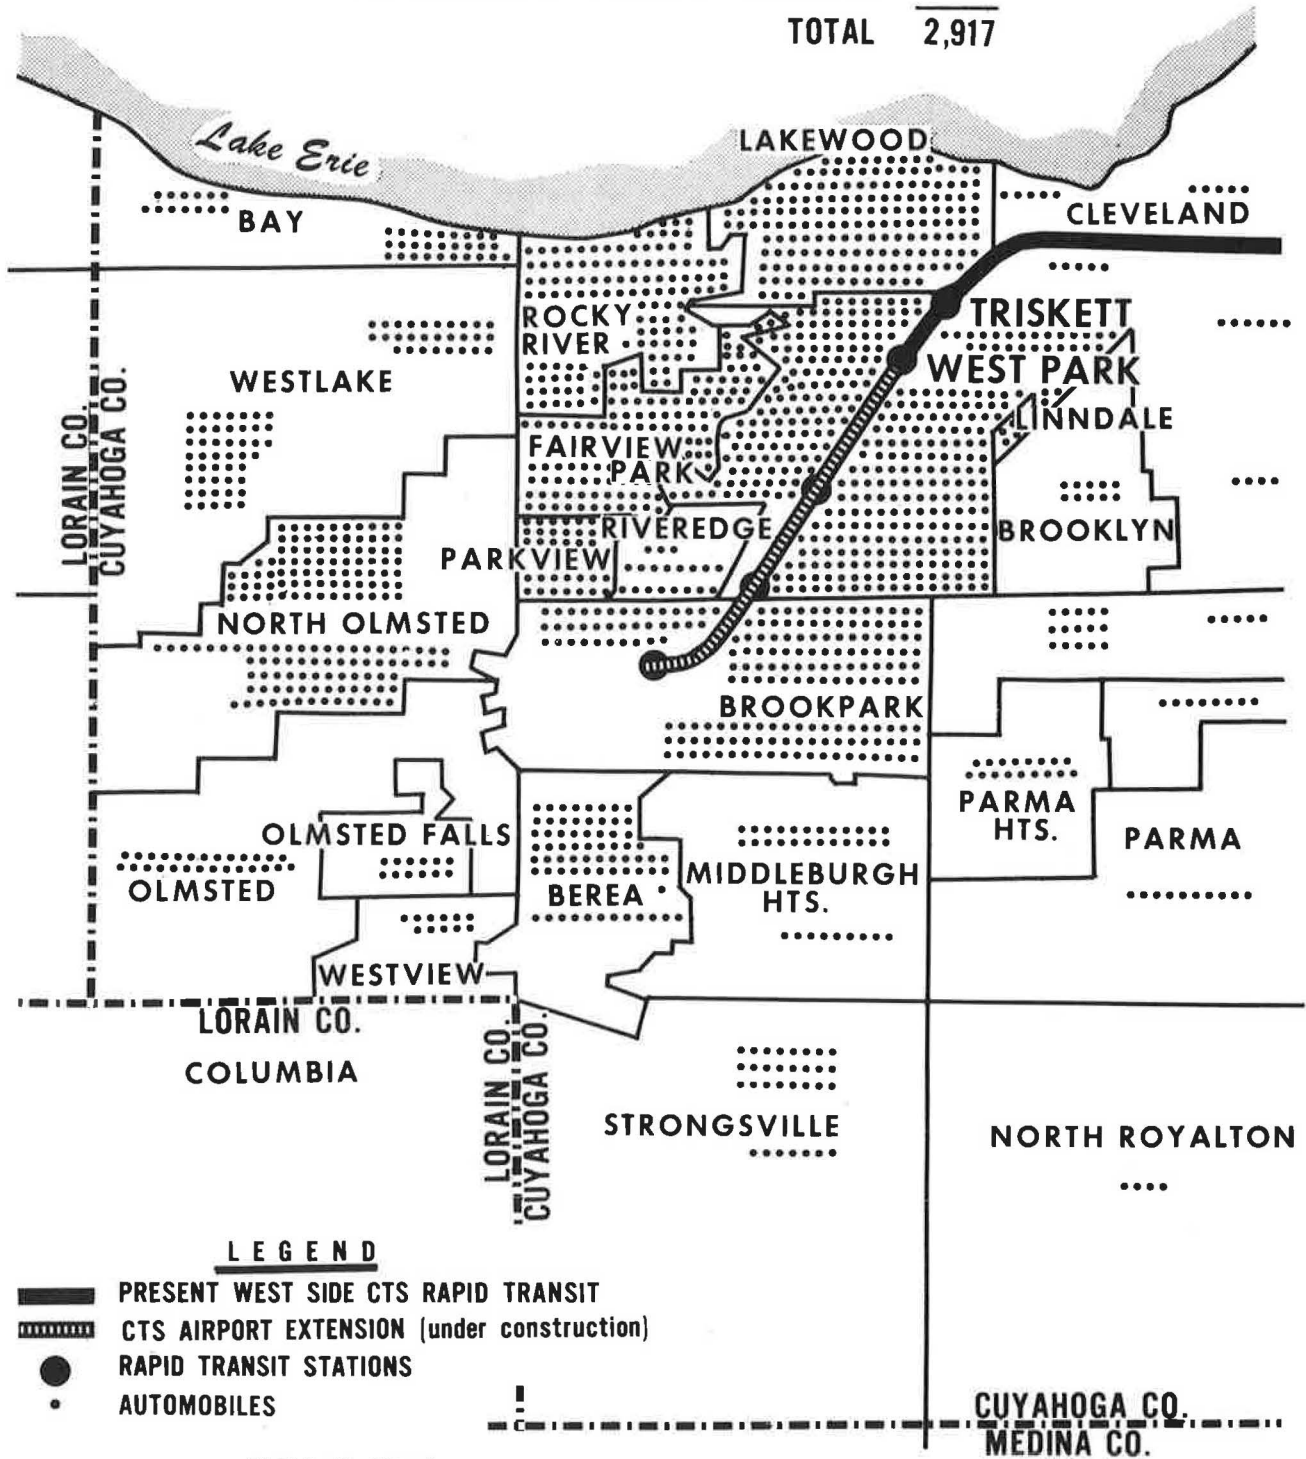 TOTAL 2,917
Lake Erie
LAKEWOOD
BAY
CLEVELAND
ROCKY
RIVER
TRISKETT
WEST PARK
WESTLAKE
LINNDALE
LORAIN CO.
CUYAHOGA CO.
FAIRVIEW
PARK
RIVEREDGE
BROOKLYN
PARKVIEW
NORTH OLMSTED
BROOKPARK
PARMA
HTS.
OLMSTED FALLS
PARMA
OLMSTED
BEREA
MIDDLEBURGH
HTS.
WESTVIEW
LORAIN CO.
COLUMBIA
LORAIN CO.
CUYAHOGA CO.
STRONGSVILLE
NORTH ROYALTON
LEGEND
PRESENT WEST SIDE CTS RAPID TRANSIT
CTS AIRPORT EXTENSION (under construction)
RAPID TRANSIT STATIONS
AUTOMOBILES
CUYAHOGA CO.
MEDINA CO.